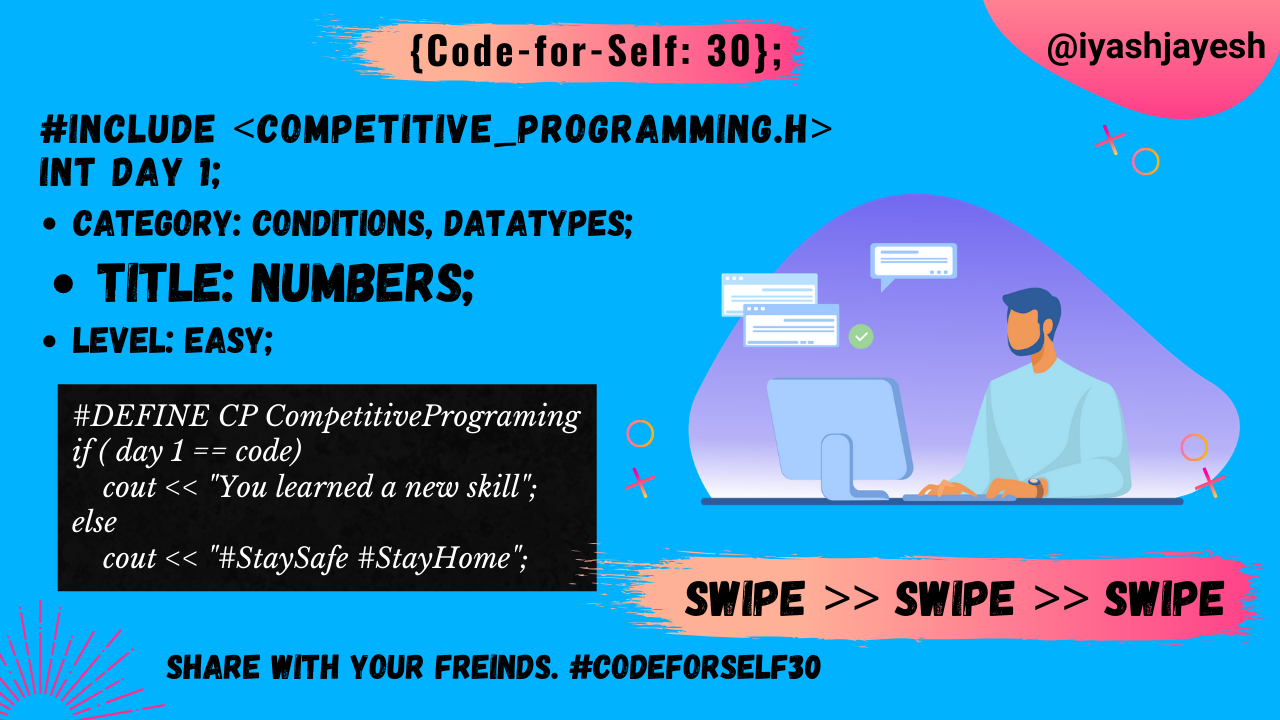 {Code-for-Self: 30};
@iyashjayesh
#INCLUDE <COMPETITIVE_PROGRAMMING.H>
INT DAY 1;
• CATEGORY: CONDITIONS, DATATYPES;
• TITLE: NUMBERS;
• LEVEL: EASY;
#DEFINE CP CompetitivePrograming
if ( day 1 == code)
cout << "You learned a new skill";
else
cout << "#StaySafe #StayHome";
SWIPE >> SWIPE >> SWIPE
SHARE WITH YOUR FREINDS. #CODEFORSELF30